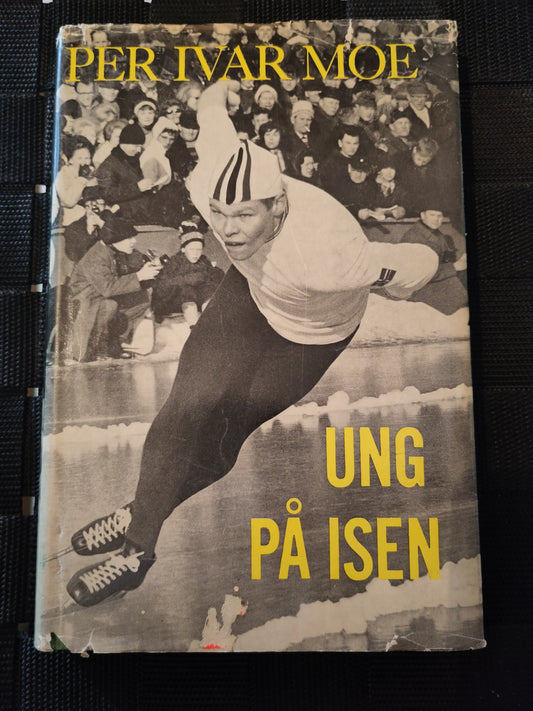 PER IVAR MOE
UNG
PÅ ISEN